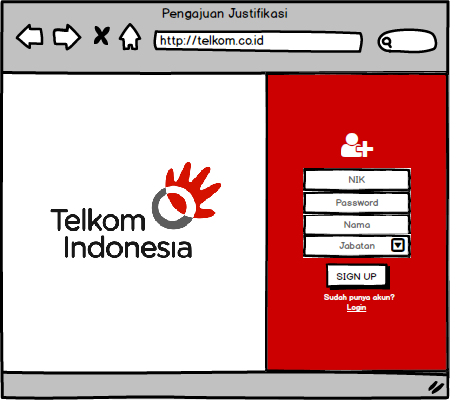 Pengajuan Justifikasi
http://telkom.co.id
Telkom
Indonesia
NIK
Password
Nama
Jabatan
SIGN UP
Sudah punya akun?
Login